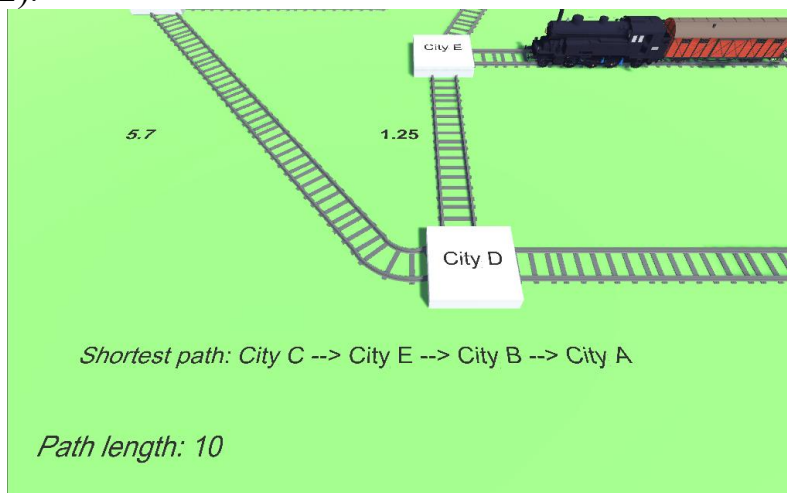 City E
5.7
1.25
City D
Shortest path: City C --> City E --> City B --> City A
Path length: 10